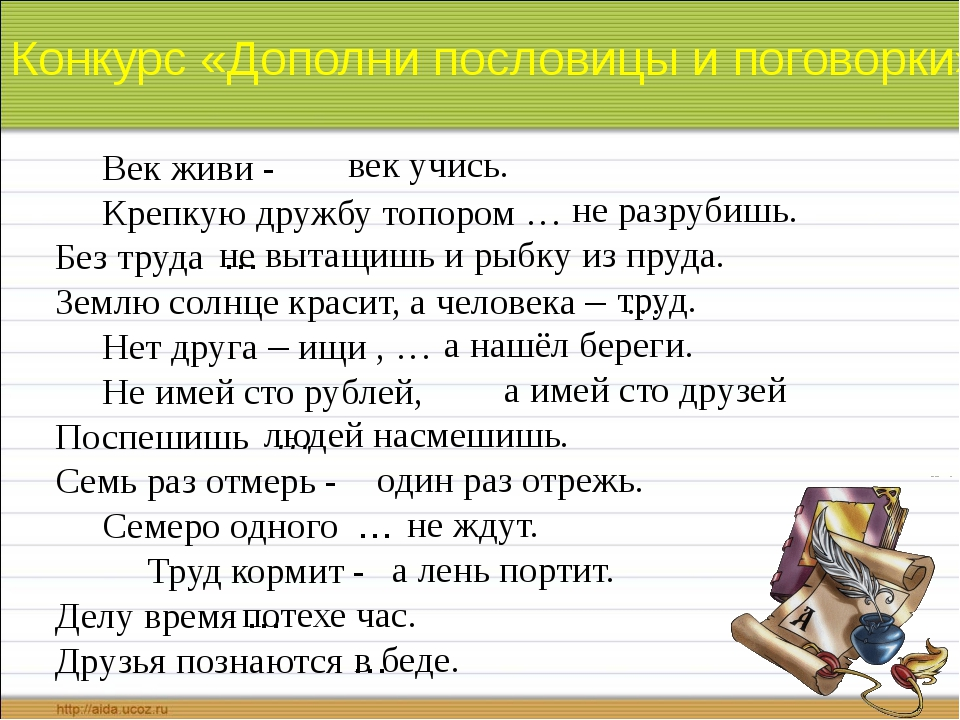 Конкурс «Дополни пословицы и поговорки»
Век живи - век учись.
Крепкую дружбу топором … не разрубишь.
Без труда … не вытащишь и рыбку из пруда.
Землю солнце красит, а человека – … труд.
Нет друга – ищи , … а нашёл береги.
Не имей сто рублей, а имей сто друзей
Поспешишь … людей насмешишь.
Семь раз отмерь - один раз отрежь.
Семеро одного … не ждут.
Труд кормит - а лень портит.
Делу время … потехе час.
Друзья познаются … в беде.
А
http://aida.ucoz.ru